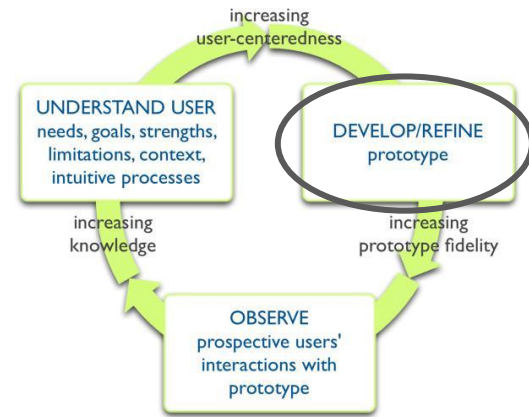 increasing
user-centeredness
UNDERSTAND USER
needs, goals, strengths,
limitations, context,
intuitive processes
DEVELOP/REFINE
prototype
increasing
knowledge
increasing
prototype fidelity
OBSERVE
prospective users'
interactions with
prototype